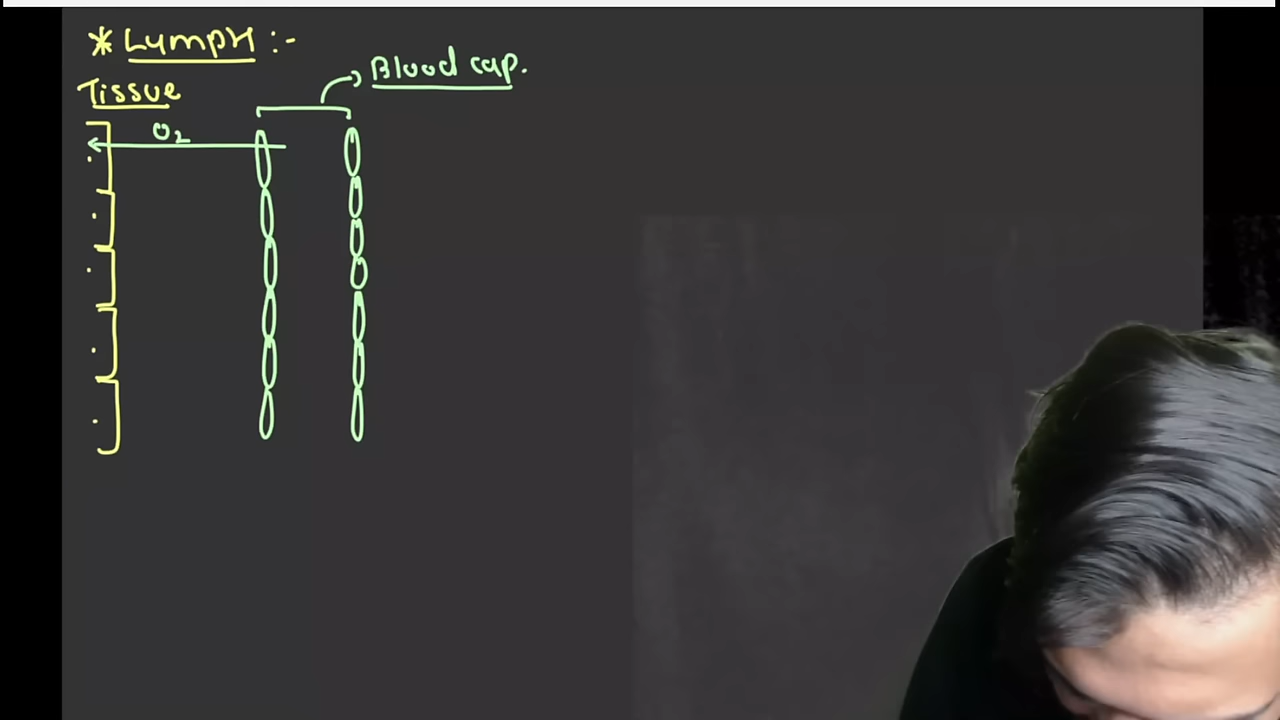 * Lymph :-
Blood cap.
Tissue
O2